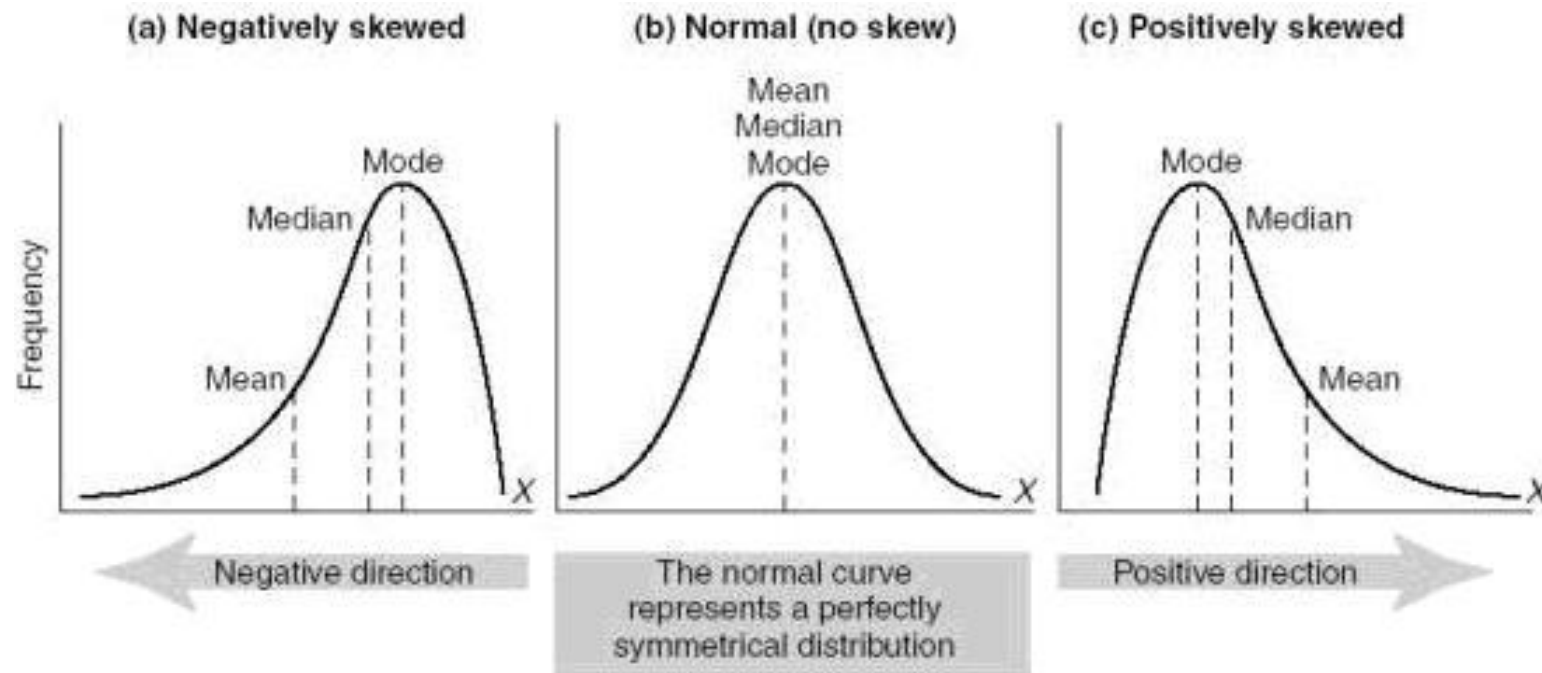 (a) Negatively skewed
(b) Normal (no skew)
(c) Positively skewed
Frequency
Mode
Median
Mean
X
Mean
Median
Mode
X
Mode
Median
Mean
X
Negative direction
The normal curve
represents a perfectly
symmetrical distribution
Positive direction